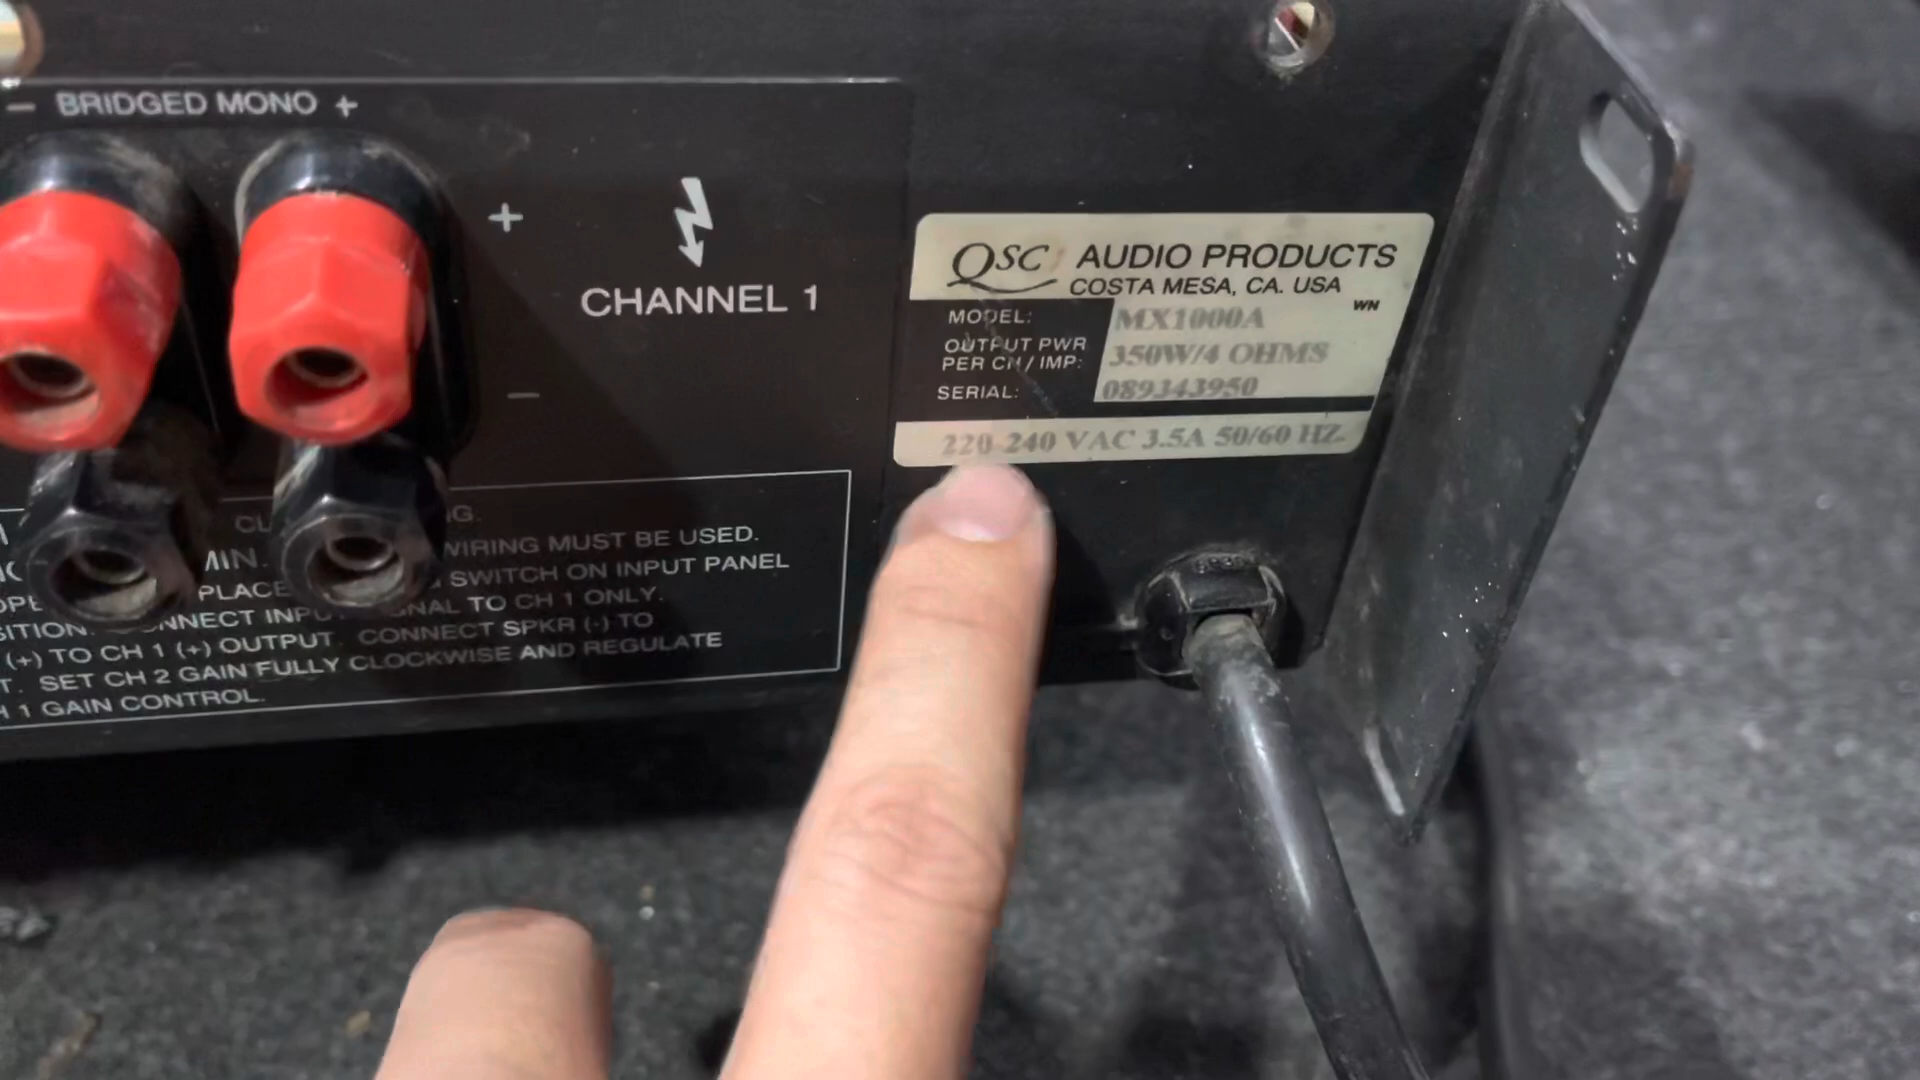 − BRIDGED MONO +
+
CHANNEL 1
−
QSC AUDIO PRODUCTS
COSTA MESA, CA. USA
WN
MODEL: MX1000A
OUTPUT PWR
PER CH / IMP: 350W/4 OHMS
SERIAL: 089343950
220-240 VAC 3.5A 50/60 HZ.
WIRING MUST BE USED.
MIN.
PLACE SWITCH ON INPUT PANEL
TO CH 1 ONLY.
(+) TO CH 1 (+) OUTPUT. CONNECT SPKR (-) TO
SET CH 2 GAIN FULLY CLOCKWISE AND REGULATE
1 GAIN CONTROL.